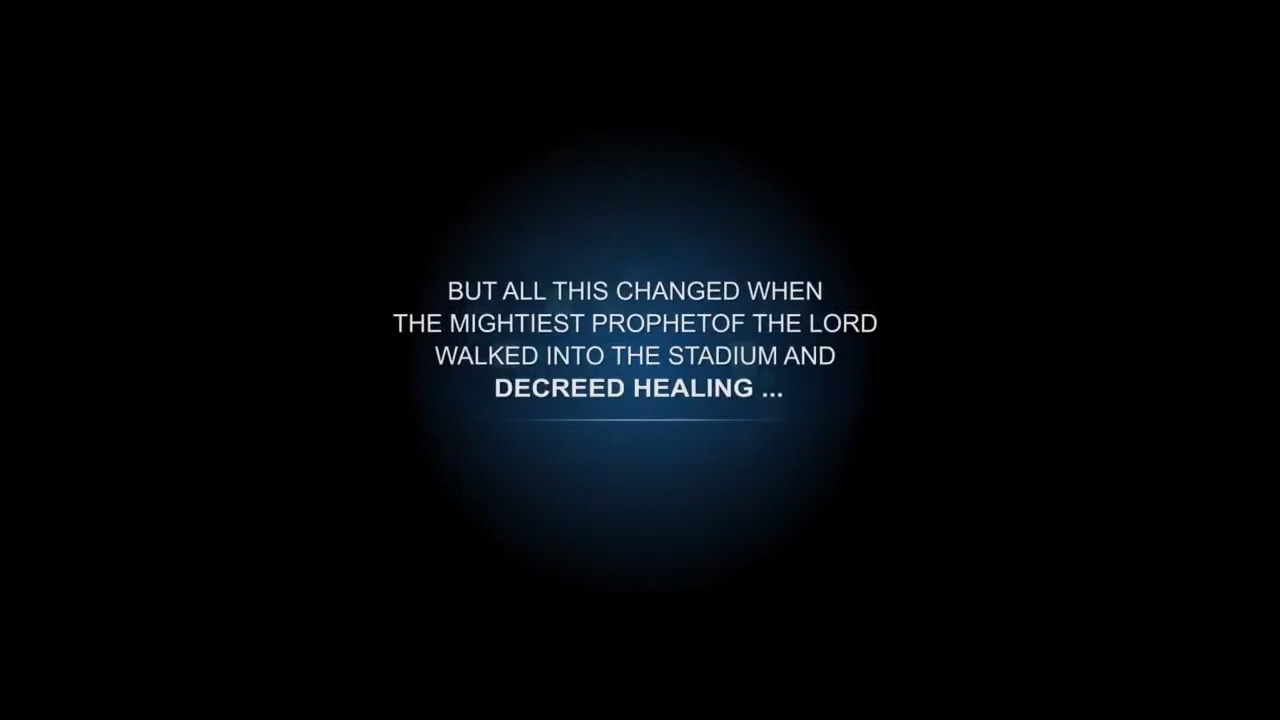 BUT ALL THIS CHANGED WHEN
THE MIGHTIEST PROPHETOF THE LORD
WALKED INTO THE STADIUM AND
DECREED HEALING ...